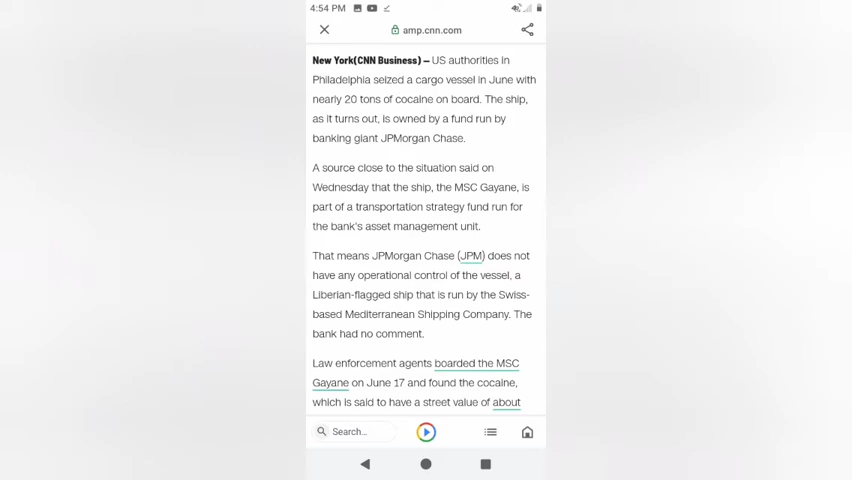 4:54 PM
amp.cnn.com
New York(CNN Business) — US authorities in
Philadelphia seized a cargo vessel in June with
nearly 20 tons of cocaine on board. The ship,
as it turns out, is owned by a fund run by
banking giant JPMorgan Chase.
A source close to the situation said on
Wednesday that the ship, the MSC Gayane, is
part of a transportation strategy fund run for
the bank's asset management unit.
That means JPMorgan Chase (JPM) does not
have any operational control of the vessel, a
Liberian-flagged ship that is run by the Swiss-
based Mediterranean Shipping Company. The
bank had no comment.
Law enforcement agents boarded the MSC
Gayane on June 17 and found the cocaine,
which is said to have a street value of about
Search...